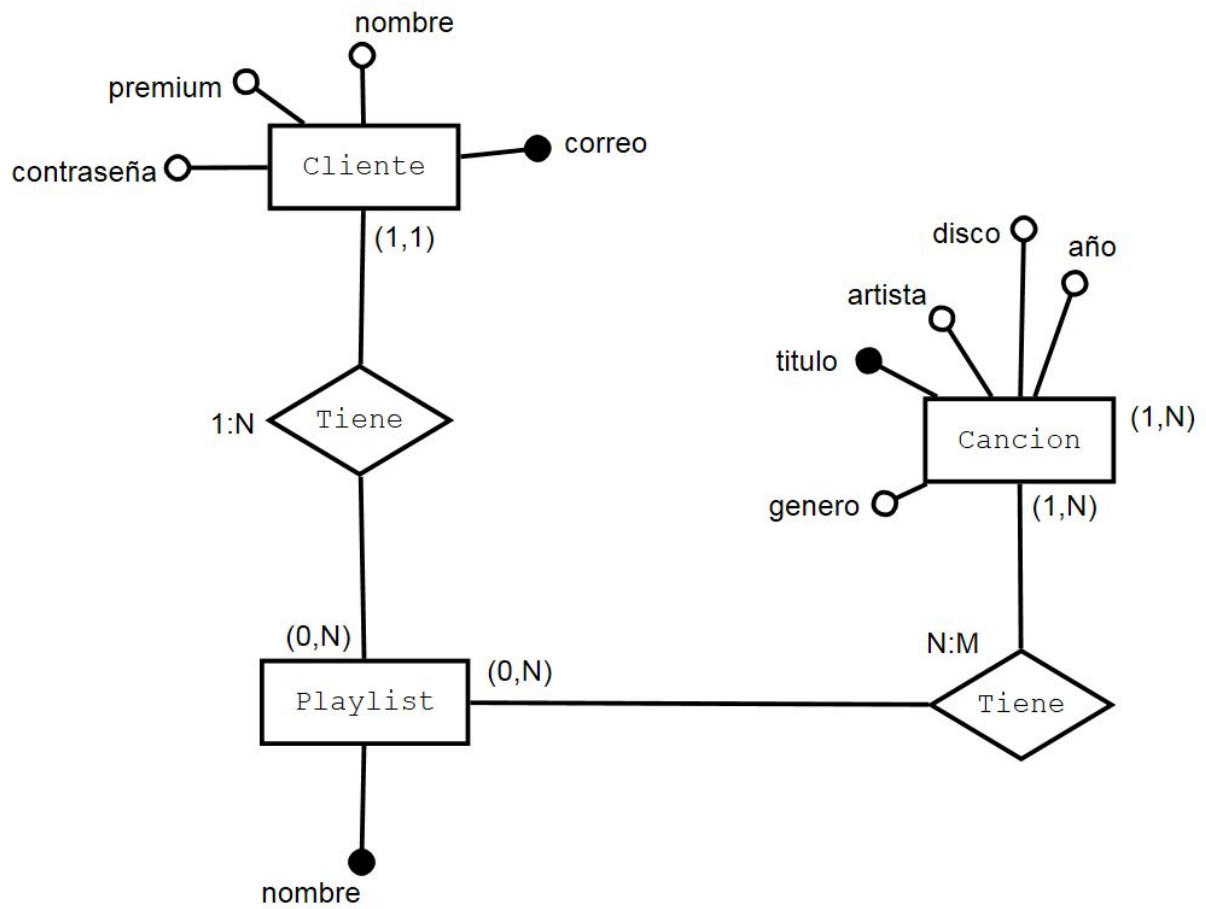 nombre
premium
correo
contraseña
Cliente
(1,1)
disco
año
artista
titulo
1:N
Tiene
Cancion
(1,N)
genero
(1,N)
(0,N)
N:M
(0,N)
Playlist
Tiene
nombre